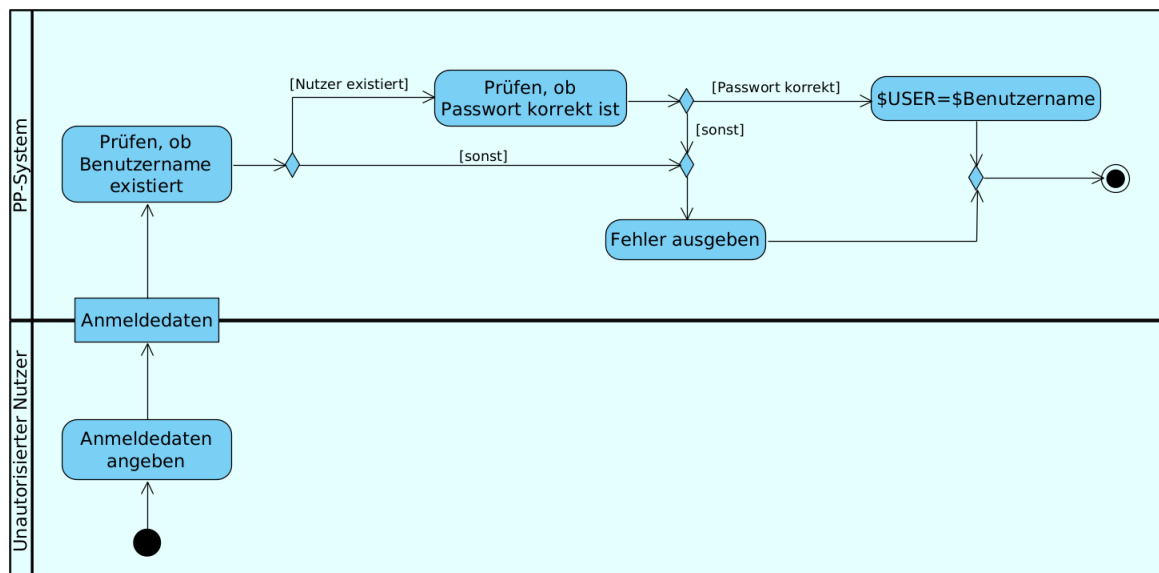 PP-System
[Nutzer existiert]
Prüfen, ob
Passwort korrekt ist
[Passwort korrekt]
$USER=$Benutzername
[sonst]
Prüfen, ob
Benutzername
existiert
[sonst]
Fehler ausgeben
Anmeldedaten
Unautorisierter Nutzer
Anmeldedaten
angeben